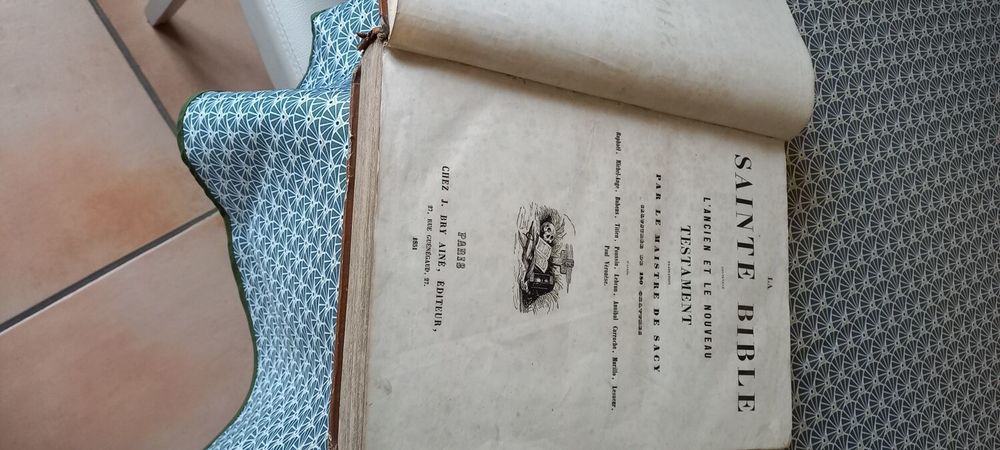 LA
SAINTE BIBLE
L'ANCIEN ET LE NOUVEAU
TESTAMENT
PAR LE MAISTRE DE SACY
Raphaël, Michel-Ange, Rubens, Titien, Poussin, Lebrun, Annibal Carrache, Murillo, Lesueur,
Paul Véronèse.
PARIS
CHEZ J. BRY AINÉ, ÉDITEUR,
27, RUE GUÉNÉGAUD, 27.
1851